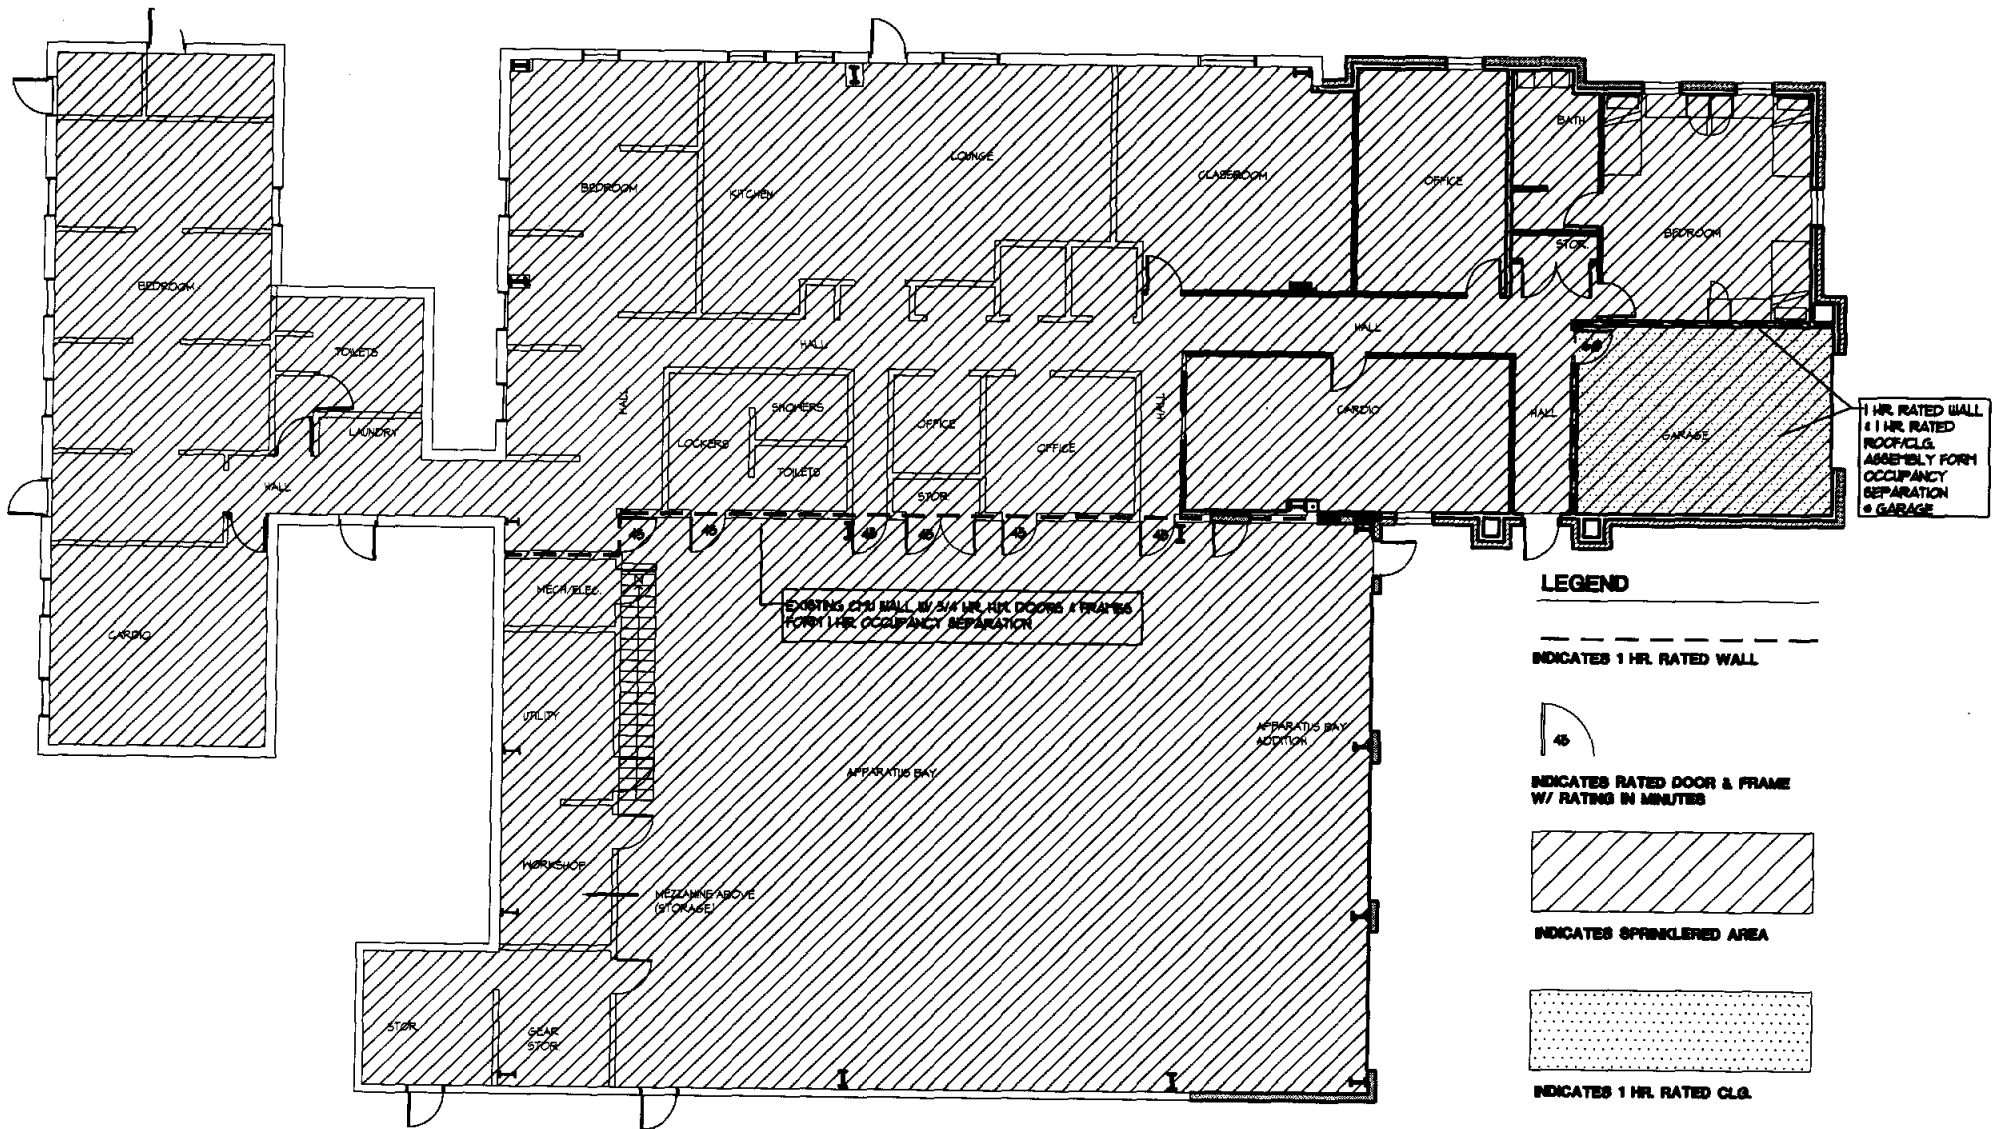 BATH
LOUNGE
CLASSROOM
OFFICE
BEDROOM
KITCHEN
BEDROOM
STOR.
BEDROOM
HALL
HALL
TOILETS
GARAGE
HALL
SHOWERS
HALL
CARDIO
HALL
OFFICE
LAUNDRY
LOCKERS
OFFICE
TOILETS
HALL
STOR.
45
45
45
45
45
45
1 HR. RATED WALL
& 1 HR. RATED
ROOF/CLG.
ASSEMBLY FORM
OCCUPANCY
SEPARATION
@ GARAGE
MECH/ELEC.
EXISTING CMU WALL W/ 3/4 HR. H.M. DOORS & FRAMES
FORM 1 HR. OCCUPANCY SEPARATION
CARDIO
UTILITY
APPARATUS BAY
ADDITION
APPARATUS BAY
WORKSHOP
MEZZANINE ABOVE
(STORAGE)
STOR.
GEAR
STOR.
LEGEND
INDICATES 1 HR. RATED WALL
45
INDICATES RATED DOOR & FRAME
W/ RATING IN MINUTES
INDICATES SPRINKLERED AREA
INDICATES 1 HR. RATED CLG.